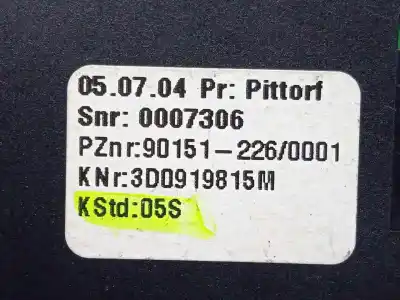 05.07.04 Pr: Pittorf
Snr: 0007306
PZnr:90151-226/0001
KNr:3D0919815M
KStd:05S